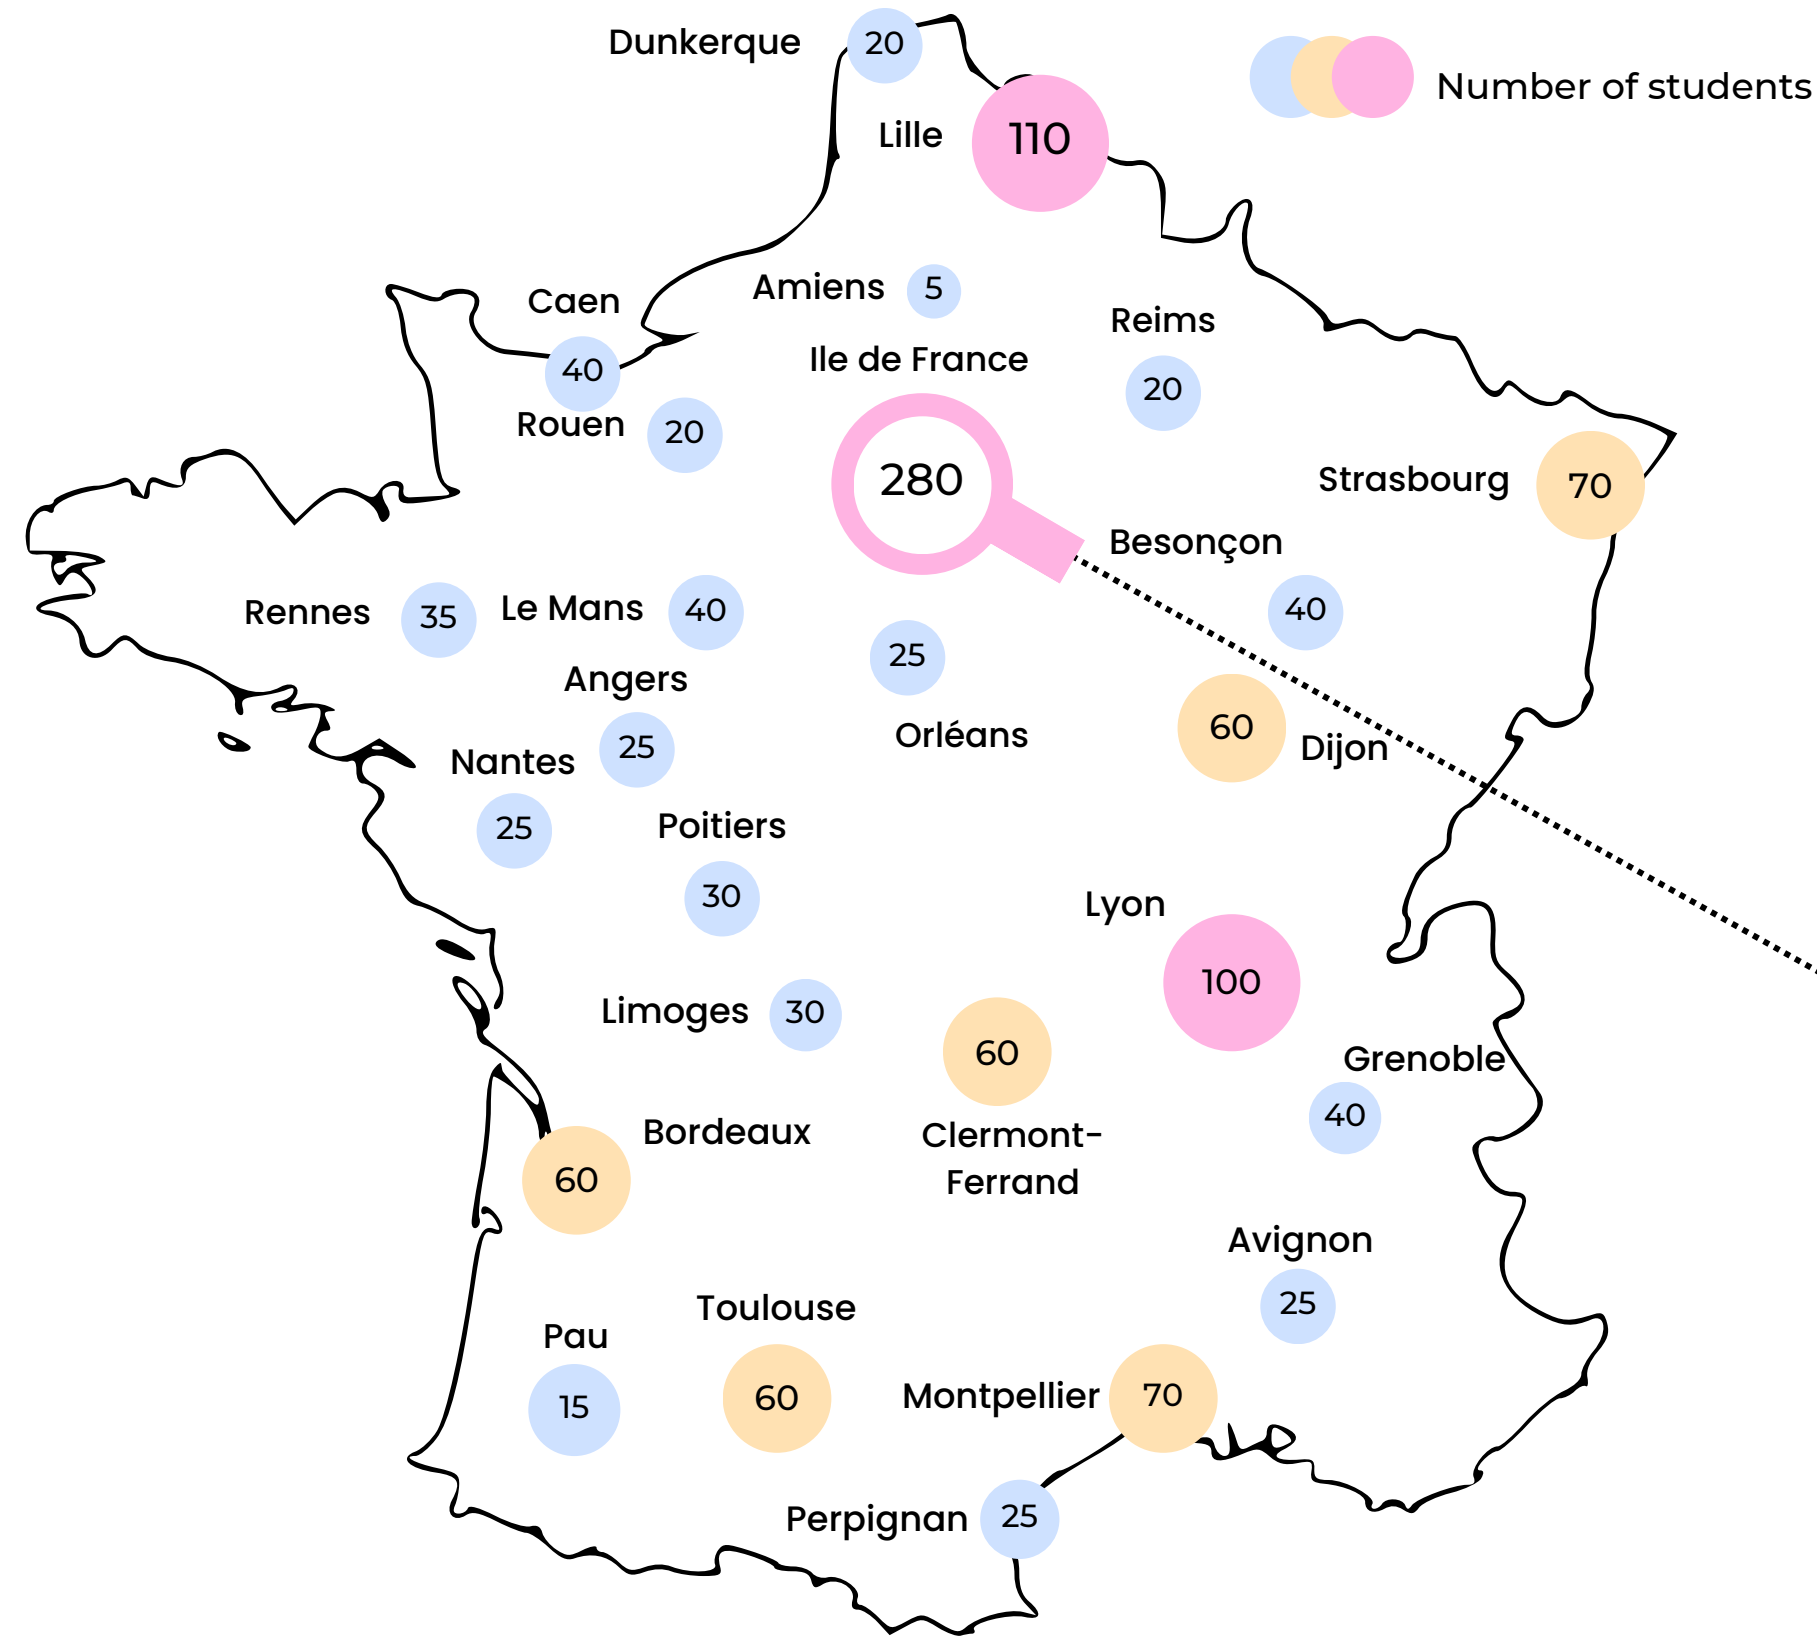 Dunkerque
20
Number of students
Lille
110
Amiens
5
Caen
40
Reims
20
Ile de France
280
Rouen
20
Strasbourg
70
Besonçon
40
Rennes
35
Le Mans
40
25
Orléans
Angers
25
60
Dijon
Nantes
25
Poitiers
30
Lyon
100
Limoges
30
60
Clermont-
Ferrand
Grenoble
40
Bordeaux
60
Avignon
25
Toulouse
60
Pau
15
Montpellier
70
Perpignan
25